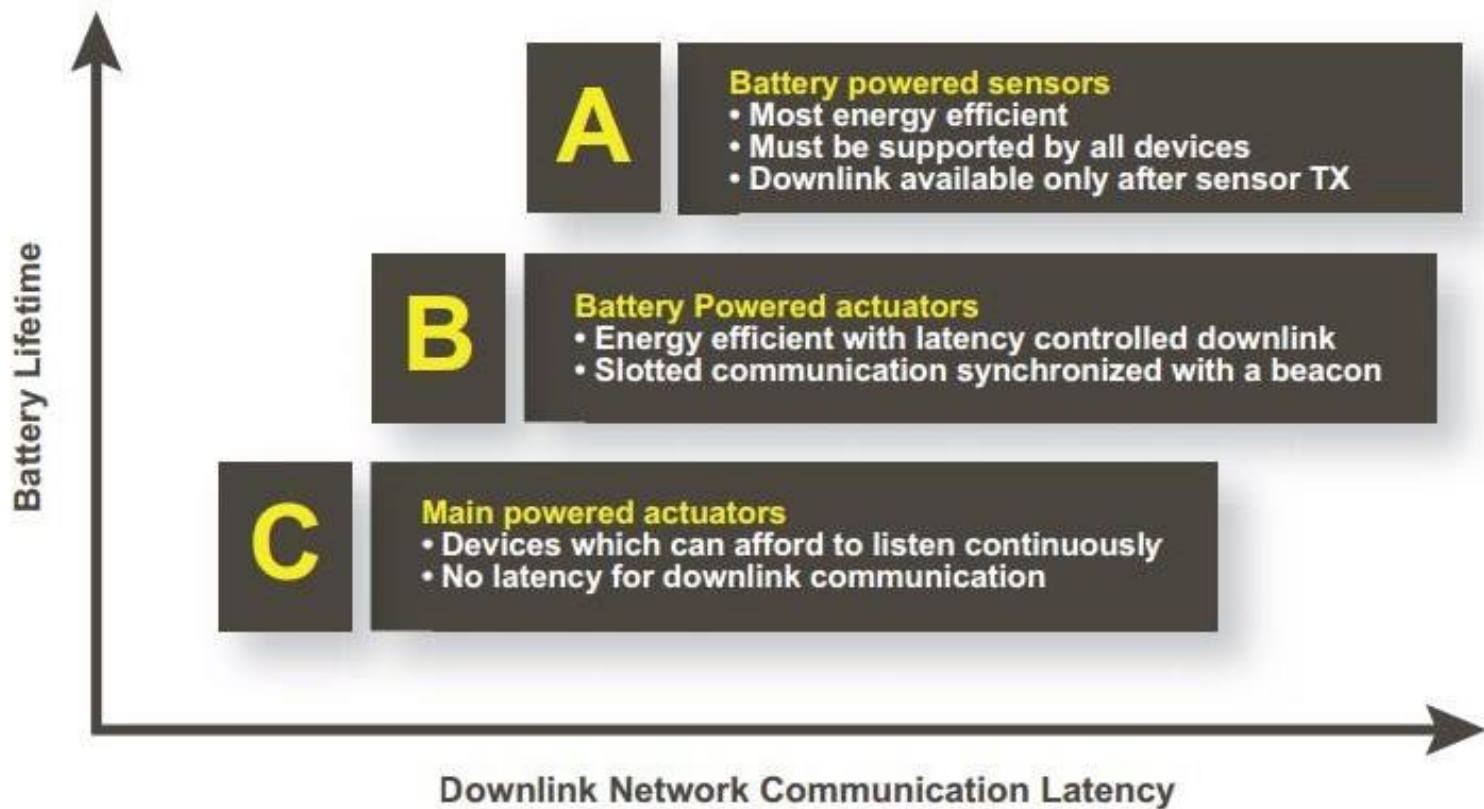 Battery Lifetime
A
Battery powered sensors
• Most energy efficient
• Must be supported by all devices
• Downlink available only after sensor TX
B
Battery Powered actuators
• Energy efficient with latency controlled downlink
• Slotted communication synchronized with a beacon
C
Main powered actuators
• Devices which can afford to listen continuously
• No latency for downlink communication
Downlink Network Communication Latency